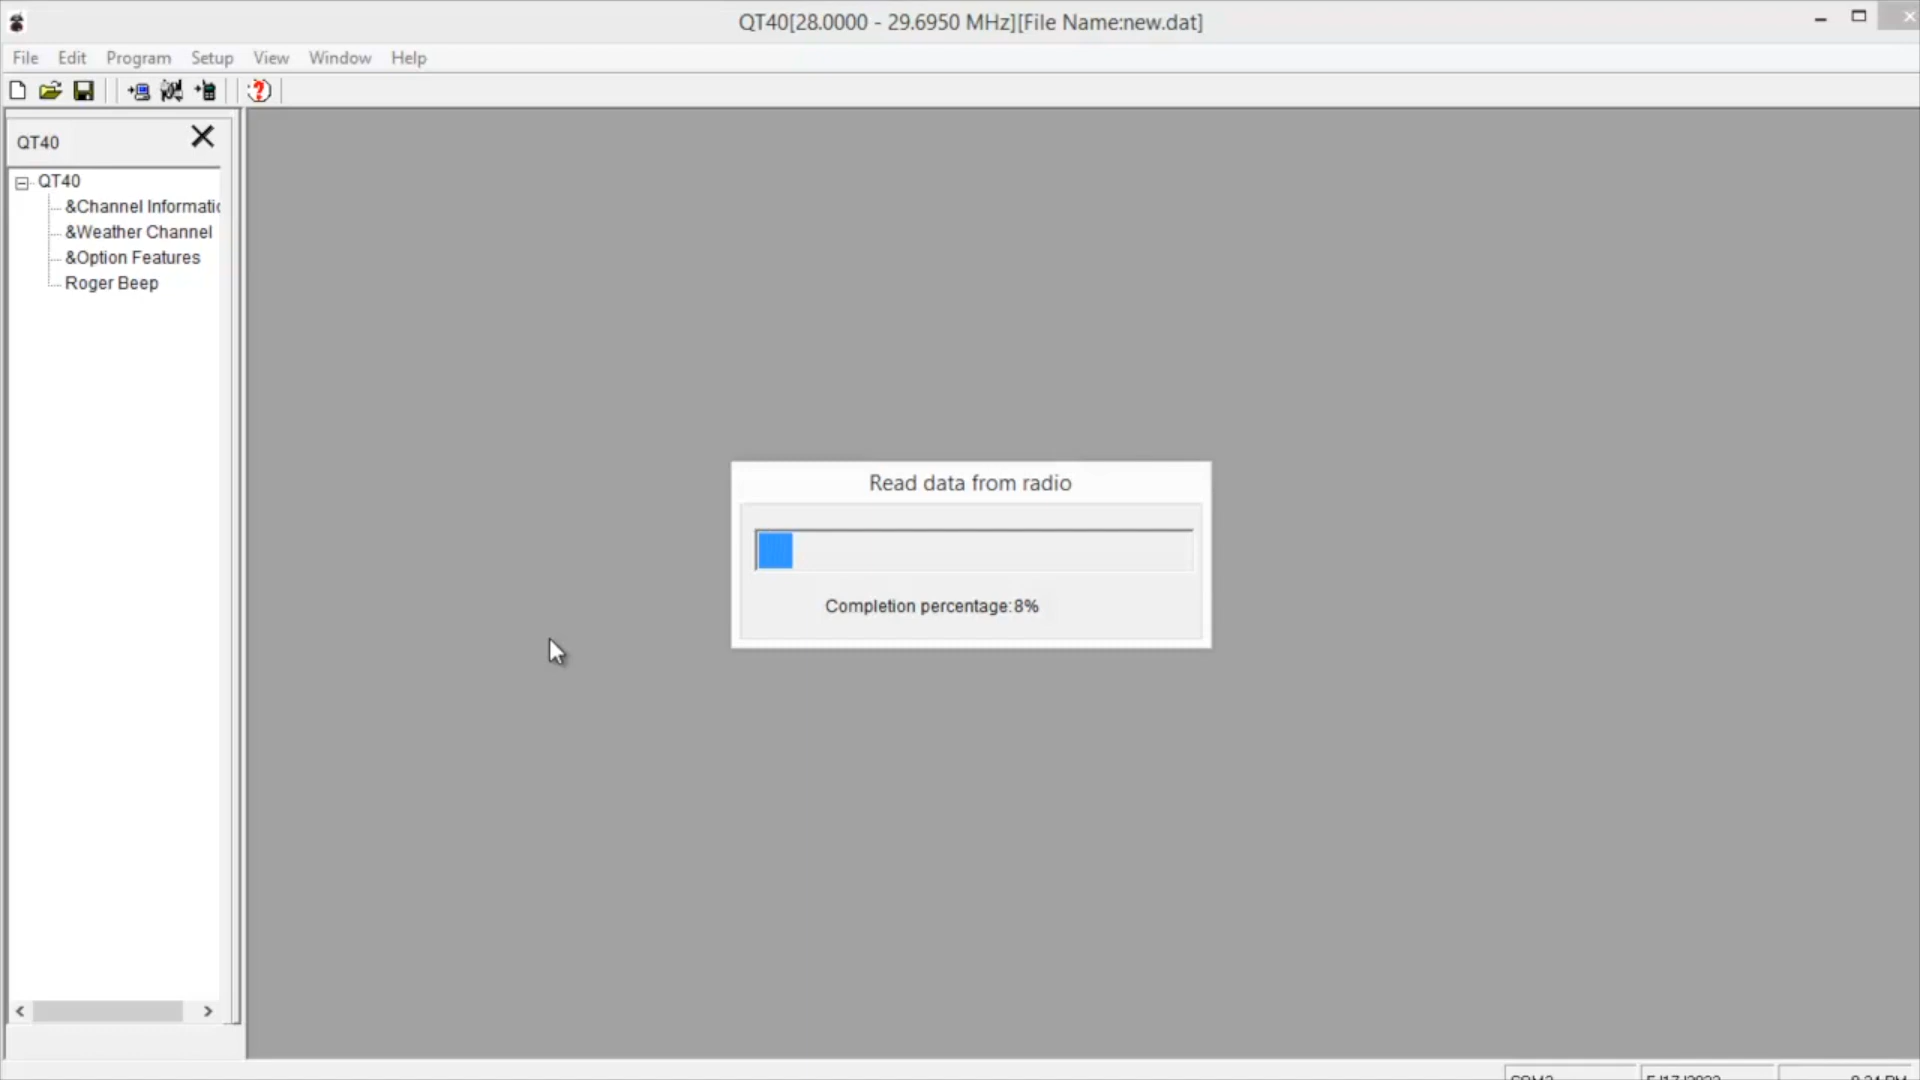 QT40[28.0000 - 29.6950 MHz][File Name:new.dat]
File Edit Program Setup View Window Help
QT40
QT40
&Channel Informatic
&Weather Channel
&Option Features
Roger Beep
Read data from radio
Completion percentage:8%